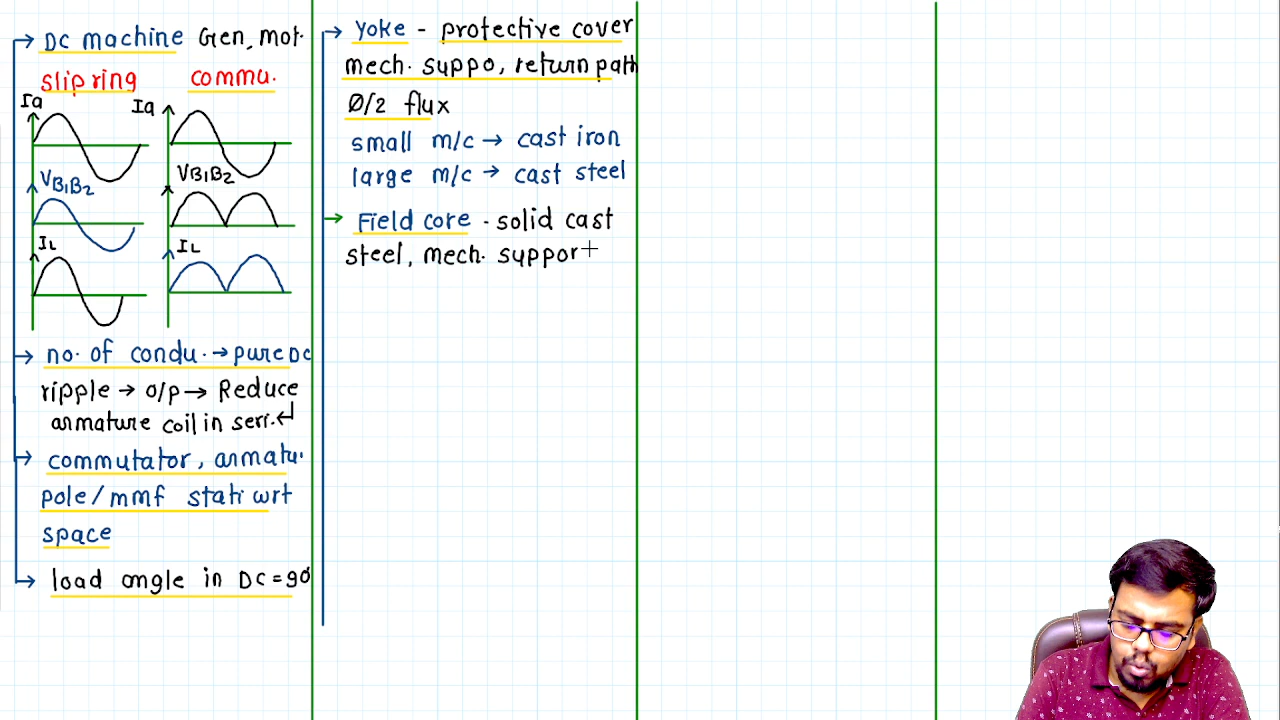 DC machine Gen, mot.
slip ring commu.
Ia Ia
VB1B2 VB1B2
IL IL
no. of condu. → pure DC
ripple → o/p → Reduce
armature coil in seri. ↵
commutator, armatu.
pole/mmf stati wrt
space
load angle in DC = 90°
Yoke - protective cover
mech. suppo, return path
Ø/2 flux
small m/c → cast iron
large m/c → cast steel
Field core - solid cast
steel, mech. support